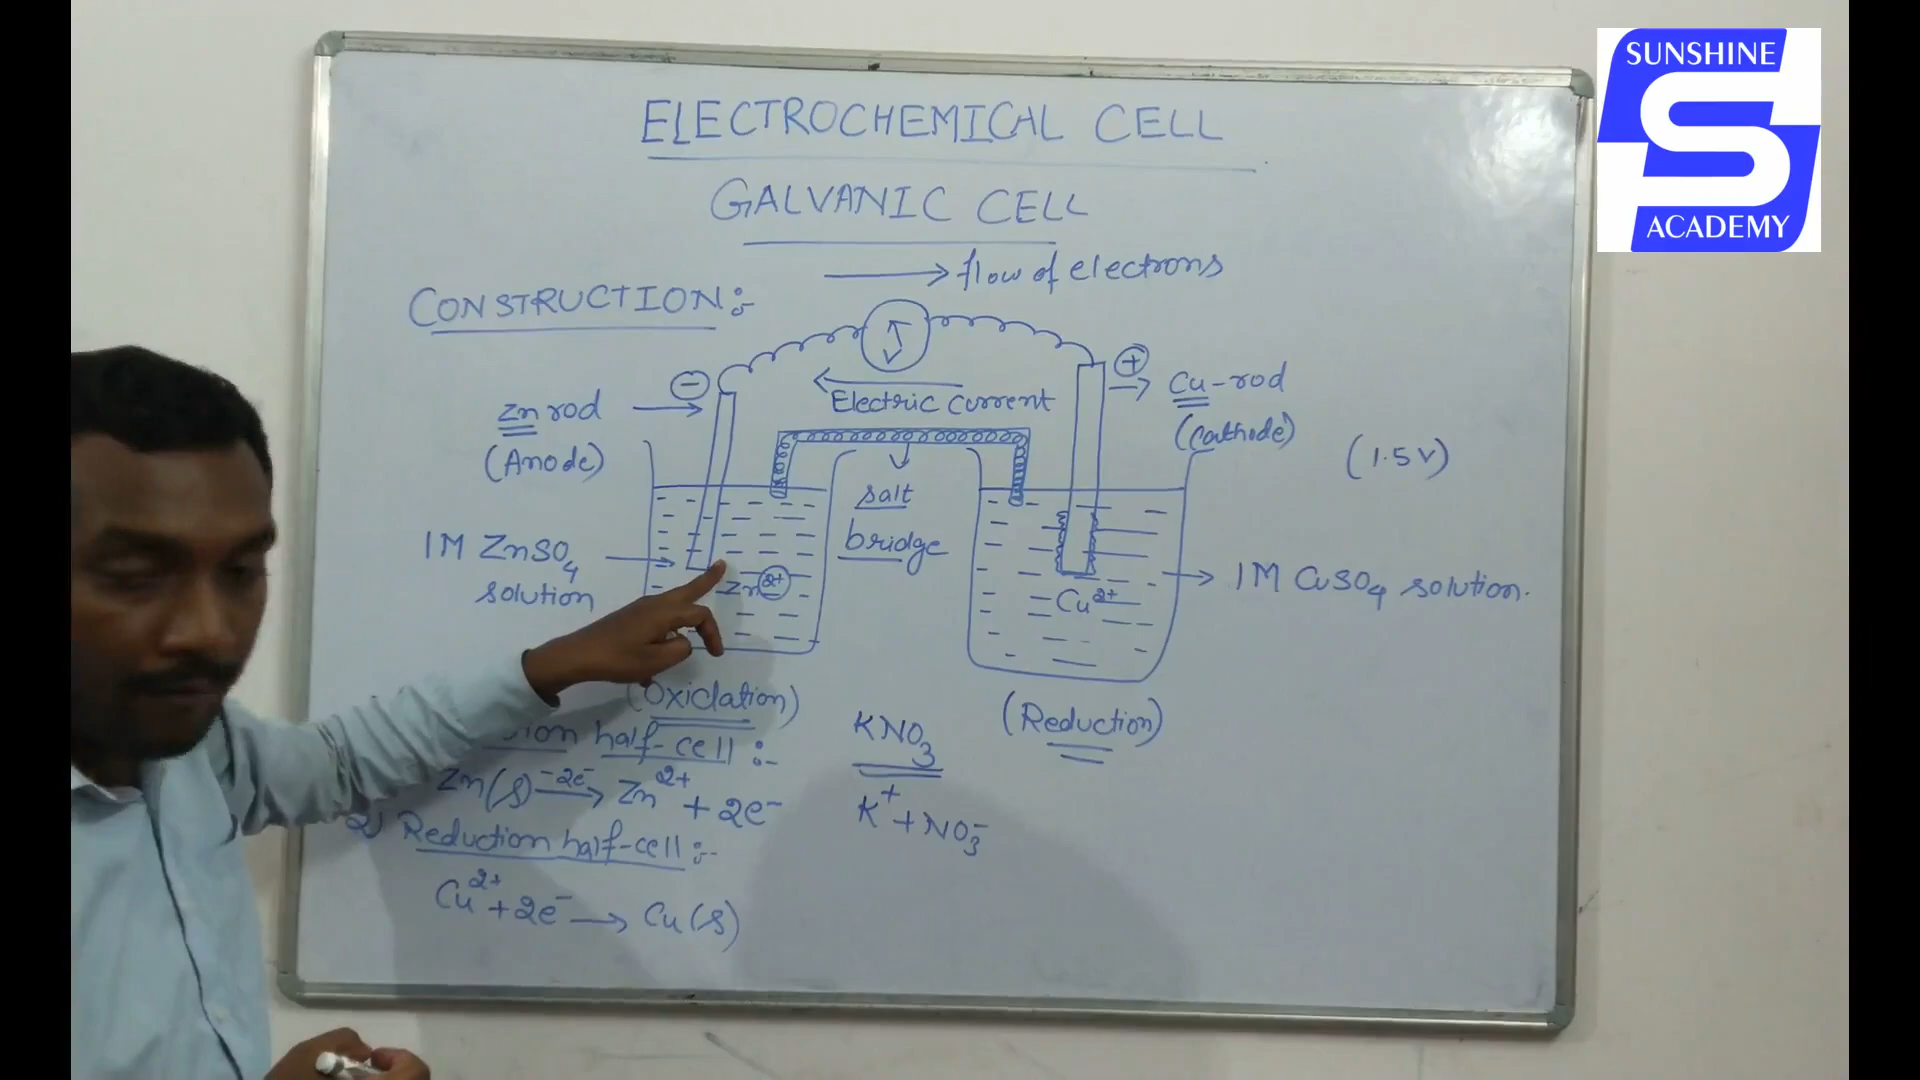 SUNSHINE
S
ACADEMY
ELECTROCHEMICAL CELL
GALVANIC CELL
→ flow of electrons
CONSTRUCTION:-
−
+
Zn rod
(Anode)
Electric current
Cu-rod
(cathode)
(1.5V)
salt
bridge
1M ZnSO₄
solution
Zn²⁺
Cu²⁺
1M CuSO₄ solution.
(Oxidation)
(Reduction)
half-cell :-
Zn(s) −2e⁻→ Zn²⁺ + 2e⁻
2) Reduction half-cell :-
Cu²⁺ + 2e⁻ → Cu(s)
KNO₃
K⁺ + NO₃⁻